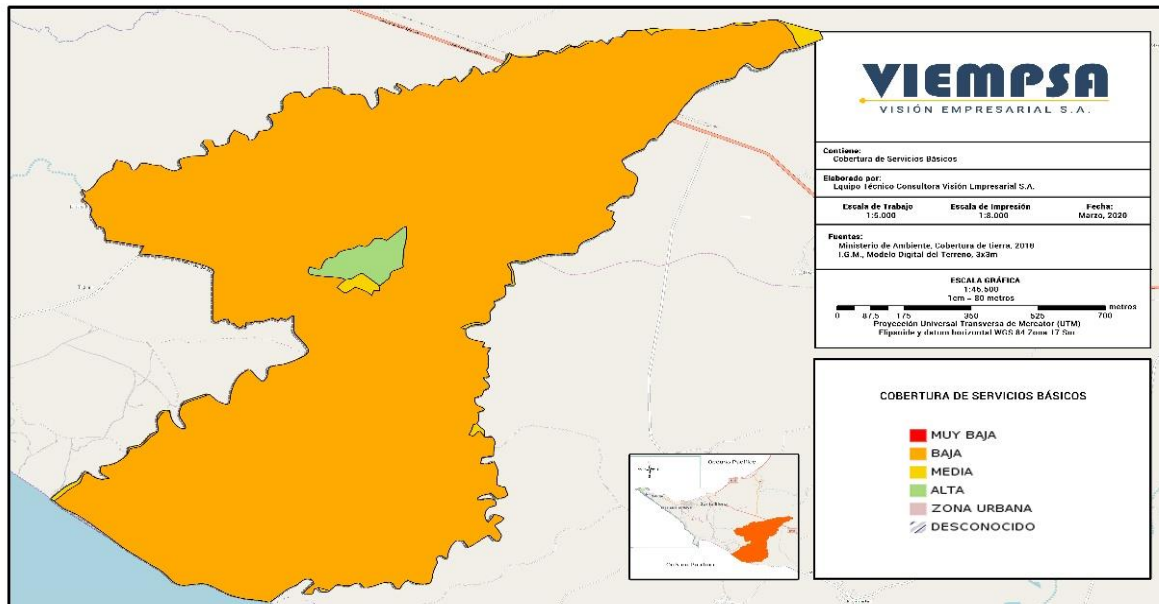 VIEMPSA
VISIÓN EMPRESARIAL S.A.
Contiene:
Cobertura de Servicios Básicos
Elaborado por:
Equipo Técnico Consultora Visión Empresarial S.A.
Escala de Trabajo
1:5.000
Escala de Impresión
1:8.000
Fecha:
Marzo, 2020
Fuentes:
Ministerio de Ambiente, Cobertura de tierra, 2018
I.G.M., Modelo Digital del Terreno, 3x3m
ESCALA GRÁFICA
1:46.500
1cm = 80 metros
metros
0 87.5 175 350 525 700
Proyección Universal Transversa de Mercator (UTM)
Elipsoide y datum horizontal WGS 84 Zona 17 Sur
COBERTURA DE SERVICIOS BÁSICOS
MUY BAJA
BAJA
MEDIA
ALTA
ZONA URBANA
DESCONOCIDO
Océano Pacífico
Océano Pacífico